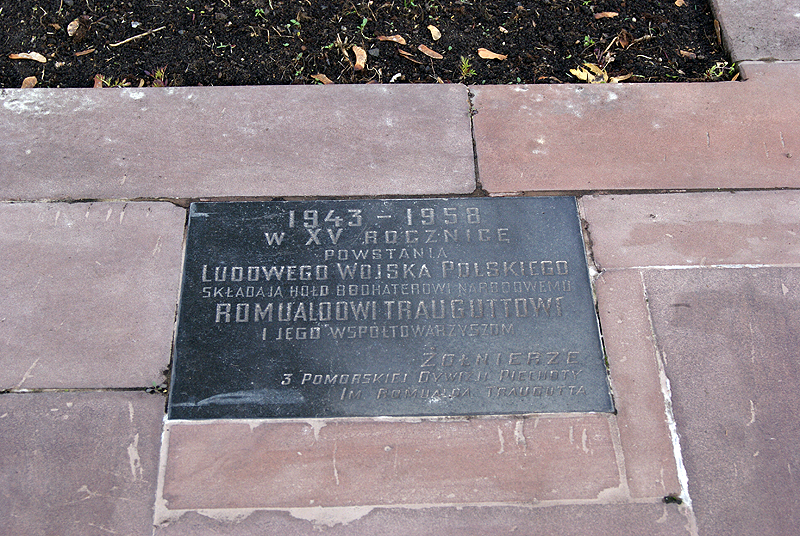 1943 – 1958
W XV ROCZNICĘ
POWSTANIA
LUDOWEGO WOJSKA POLSKIEGO
SKŁADAJĄ HOŁD BOOHATEROWI NARODOWEMU
ROMUALDOWI TRAUGUTTOWI
I JEGO WSPÓŁTOWARZYSZOM
ŻOŁNIERZE
3 POMORSKIEJ DYWIZJI PIECHOTY
IM. ROMUALDA TRAUGUTTA